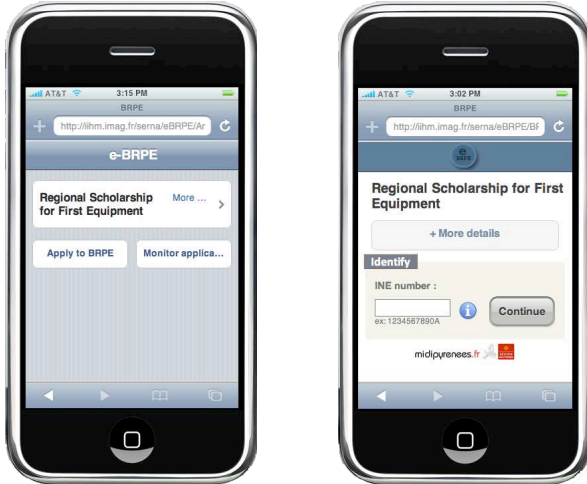 AT&T 3:15 PM
BRPE
http://iihm.imag.fr/serna/eBRPE/Ar
e-BRPE
Regional Scholarship More ...
for First Equipment
Apply to BRPE Monitor applica...
AT&T 3:02 PM
BRPE
http://iihm.imag.fr/serna/eBRPE/BF
e
BRPE
Regional Scholarship for First
Equipment
+ More details
Identify
INE number :
Continue
ex: 1234567890A
midipyrenees.fr